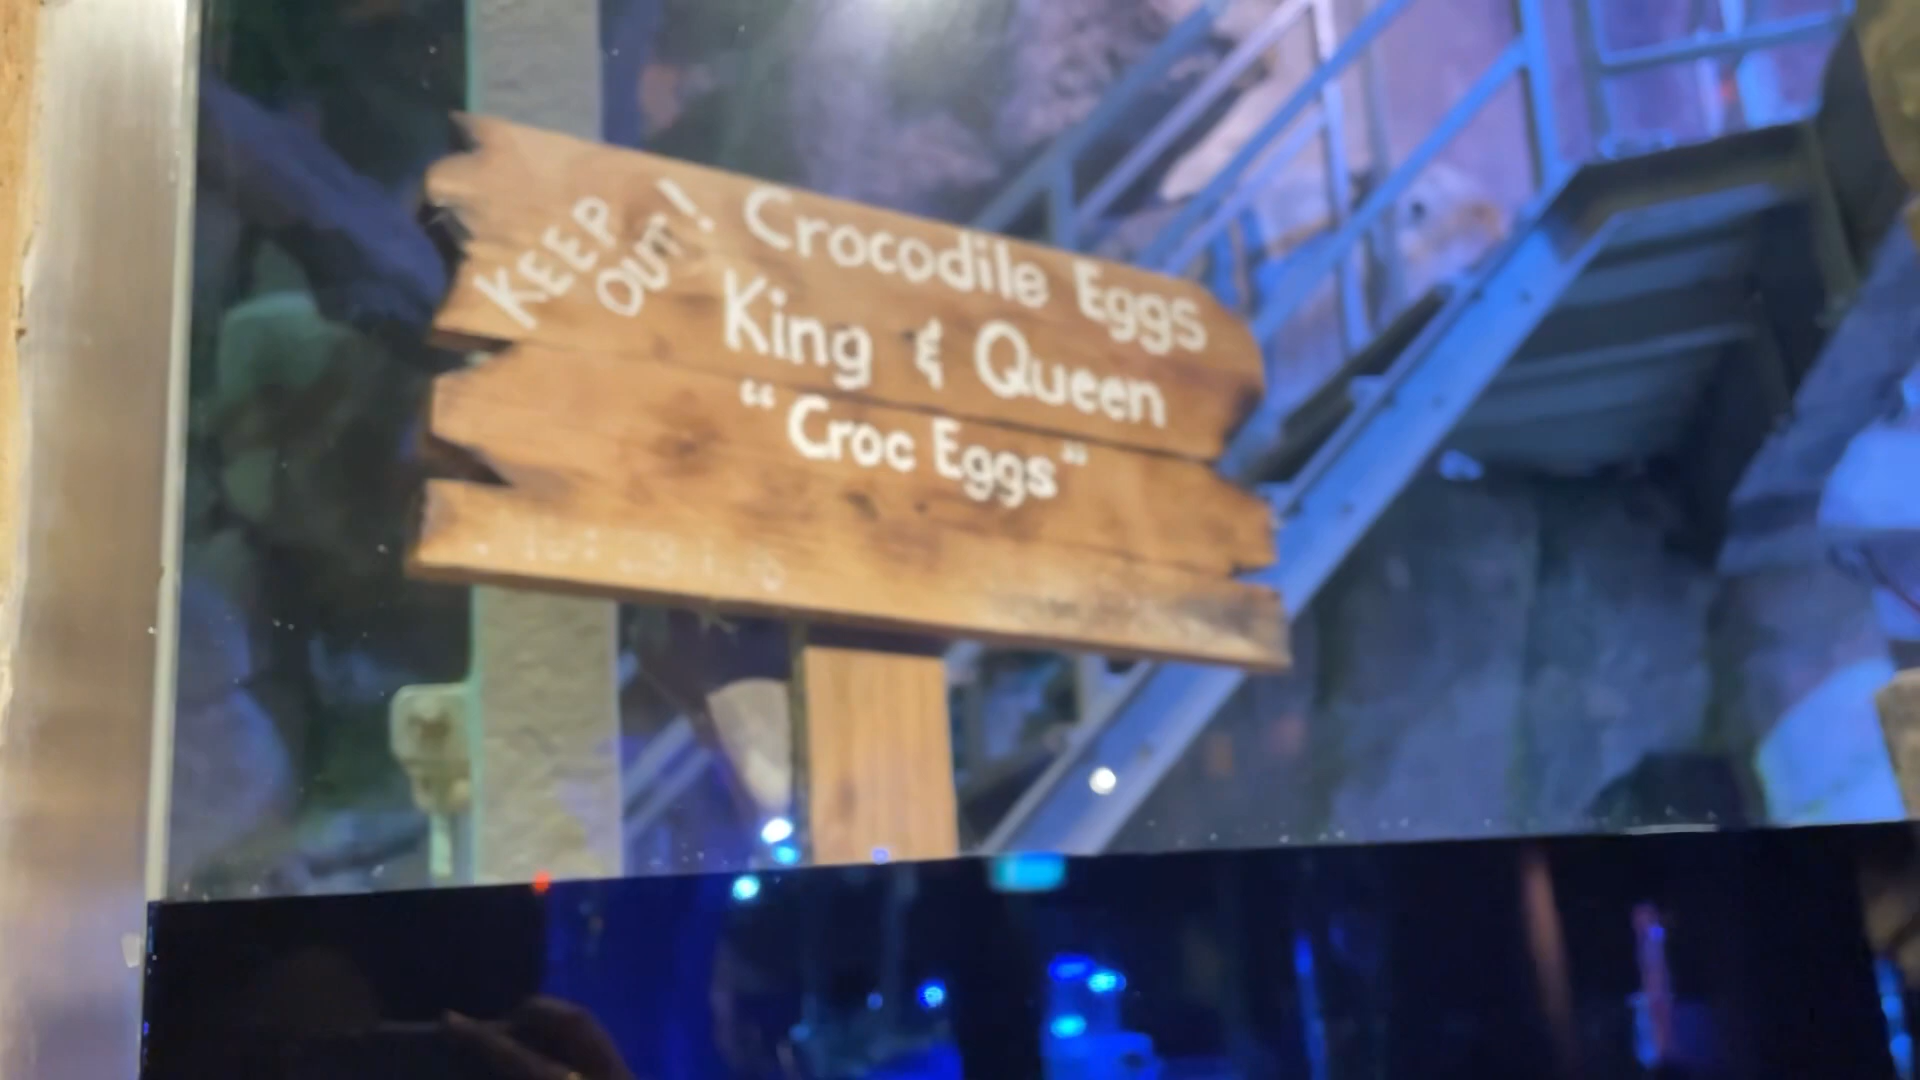 KEEP
OUT!
Crocodile Eggs
King & Queen
"Croc Eggs"